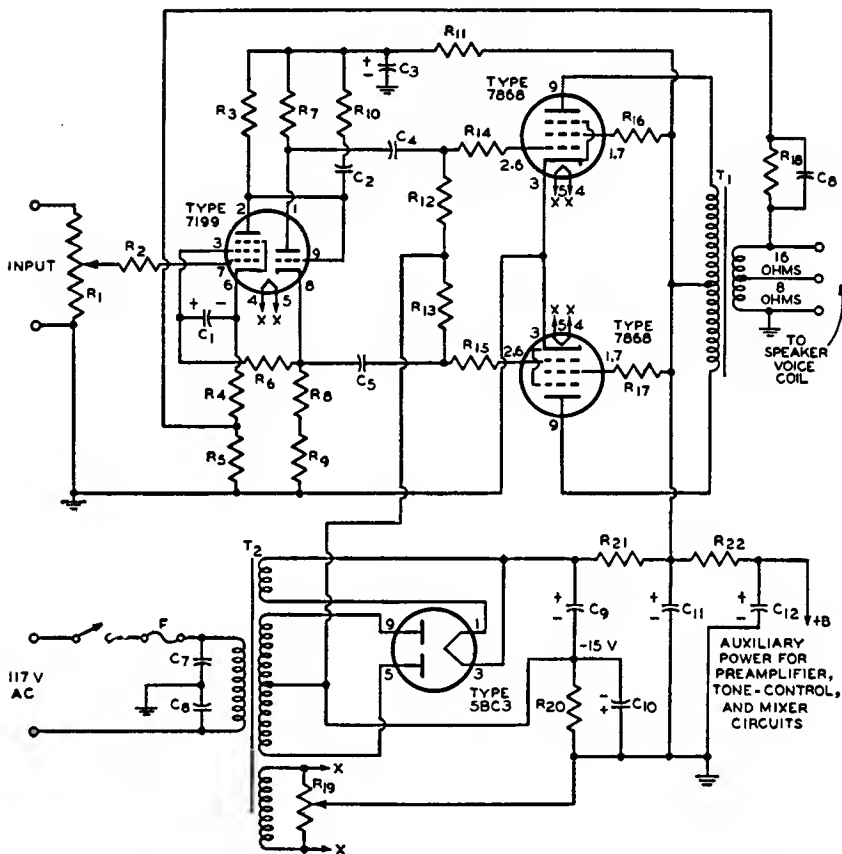 R11
+
-
C3
TYPE
7868
9
R3
R7
R10
C4
R14
R16
C2
2.6
1.7
3
5
4
X X
R18
C8
T1
R12
TYPE
7199
2
1
3
9
7
6
8
4
5
X X
INPUT
R2
R1
R13
16
OHMS
8
OHMS
X X
+
-
C1
3
5
4
TYPE
7868
TO
SPEAKER
VOICE
COIL
R6
C5
R15
2.6
1.7
R17
R4
R8
9
R5
R9
T2
R21
R22
1
+
-
C9
+
-
C11
+
-
C12
+B
F
9
5
3
C7
-15 V
AUXILIARY
POWER FOR
PREAMPLIFIER,
TONE-CONTROL,
AND MIXER
CIRCUITS
117 V
AC
TYPE
5BC3
R20
-
+
C10
X
R19
X